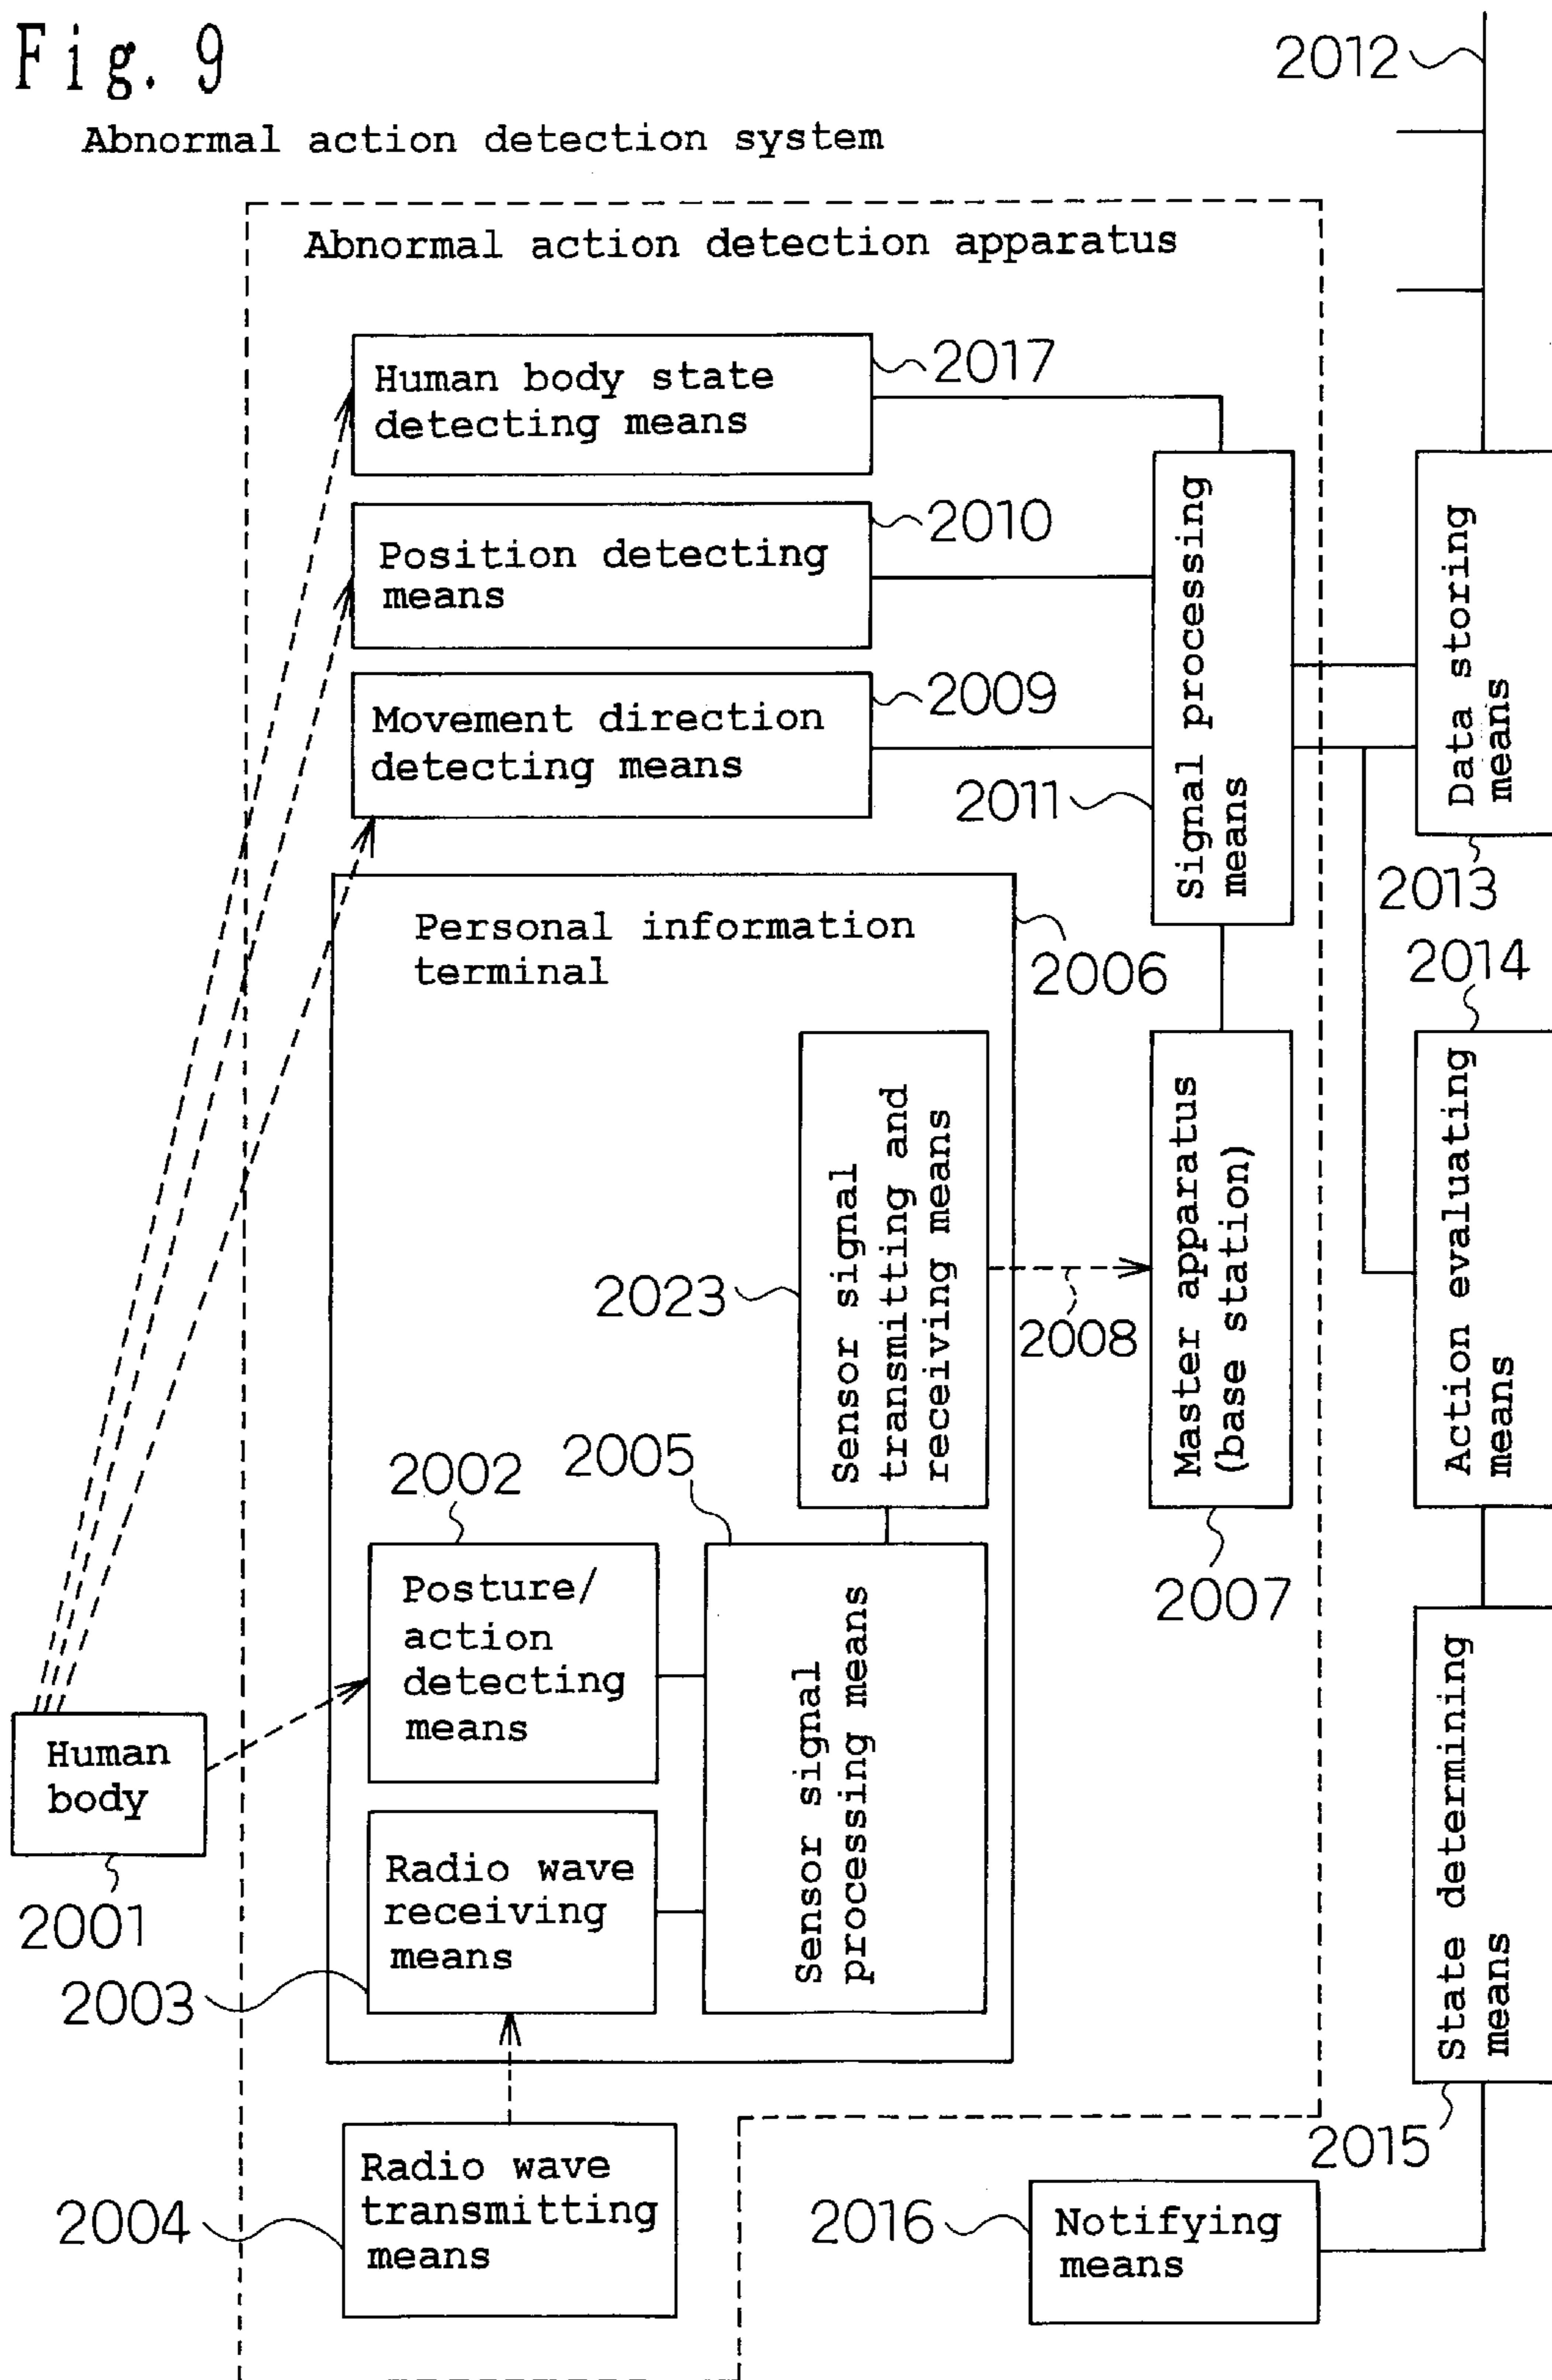 Fig. 9
Abnormal action detection system
2012
Abnormal action detection apparatus
Human body state
detecting means
2017
Position detecting
means
2010
Movement direction
detecting means
2009
Signal processing
means
2011
Data storing
means
2013
Personal information
terminal
2006
2014
Sensor signal
transmitting and
receiving means
2023
2008
Master apparatus
(base station)
2007
Action evaluating
means
2002
2005
Posture/
action
detecting
means
Sensor signal
processing means
Human
body
2001
Radio wave
receiving
means
2003
State determining
means
2015
Radio wave
transmitting
means
2004
2016
Notifying
means